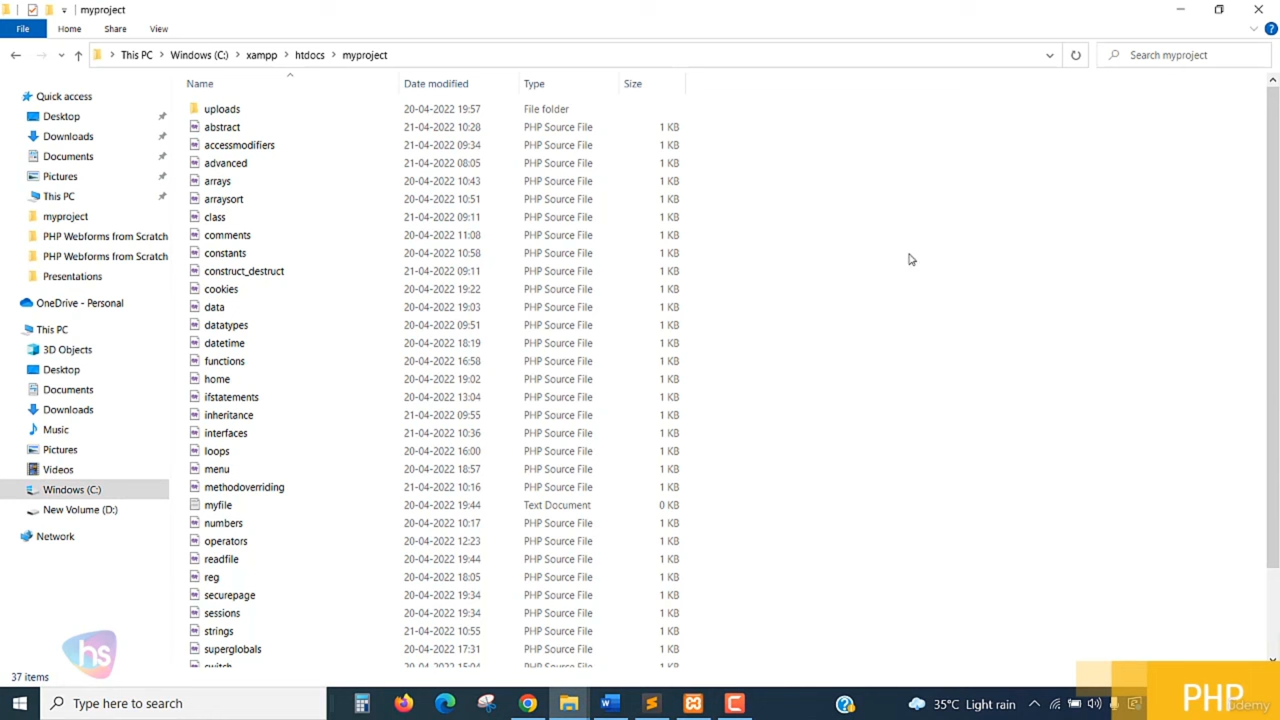 myproject
File Home Share View
This PC Windows (C:) xampp htdocs myproject Search myproject
Name Date modified Type Size
Quick access
Desktop
Downloads
Documents
Pictures
This PC
myproject
PHP Webforms from Scratch
PHP Webforms from Scratch
Presentations
OneDrive - Personal
This PC
3D Objects
Desktop
Documents
Downloads
Music
Pictures
Videos
Windows (C:)
New Volume (D:)
Network
uploads 20-04-2022 19:57 File folder
abstract 21-04-2022 10:28 PHP Source File 1 KB
accessmodifiers 21-04-2022 09:34 PHP Source File 1 KB
advanced 21-04-2022 08:05 PHP Source File 1 KB
arrays 20-04-2022 10:43 PHP Source File 1 KB
arraysort 20-04-2022 10:51 PHP Source File 1 KB
class 21-04-2022 09:11 PHP Source File 1 KB
comments 20-04-2022 11:08 PHP Source File 1 KB
constants 20-04-2022 10:58 PHP Source File 1 KB
construct_destruct 21-04-2022 09:11 PHP Source File 1 KB
cookies 20-04-2022 19:22 PHP Source File 1 KB
data 20-04-2022 19:03 PHP Source File 1 KB
datatypes 20-04-2022 09:51 PHP Source File 1 KB
datetime 20-04-2022 18:19 PHP Source File 1 KB
functions 20-04-2022 16:58 PHP Source File 1 KB
home 20-04-2022 19:02 PHP Source File 1 KB
ifstatements 20-04-2022 13:04 PHP Source File 1 KB
inheritance 21-04-2022 09:55 PHP Source File 1 KB
interfaces 21-04-2022 10:36 PHP Source File 1 KB
loops 20-04-2022 16:00 PHP Source File 1 KB
menu 20-04-2022 18:57 PHP Source File 1 KB
methodoverriding 21-04-2022 10:16 PHP Source File 1 KB
myfile 20-04-2022 19:44 Text Document 0 KB
numbers 20-04-2022 10:17 PHP Source File 1 KB
operators 20-04-2022 12:23 PHP Source File 1 KB
readfile 20-04-2022 19:44 PHP Source File 1 KB
reg 20-04-2022 18:05 PHP Source File 1 KB
securepage 20-04-2022 19:34 PHP Source File 1 KB
sessions 20-04-2022 19:34 PHP Source File 1 KB
strings 21-04-2022 10:55 PHP Source File 1 KB
superglobals 20-04-2022 17:31 PHP Source File 1 KB
switch 20-04-2022 15:04 PHP Source File 1 KB
hs
37 items
Type here to search
35°C Light rain
PHP